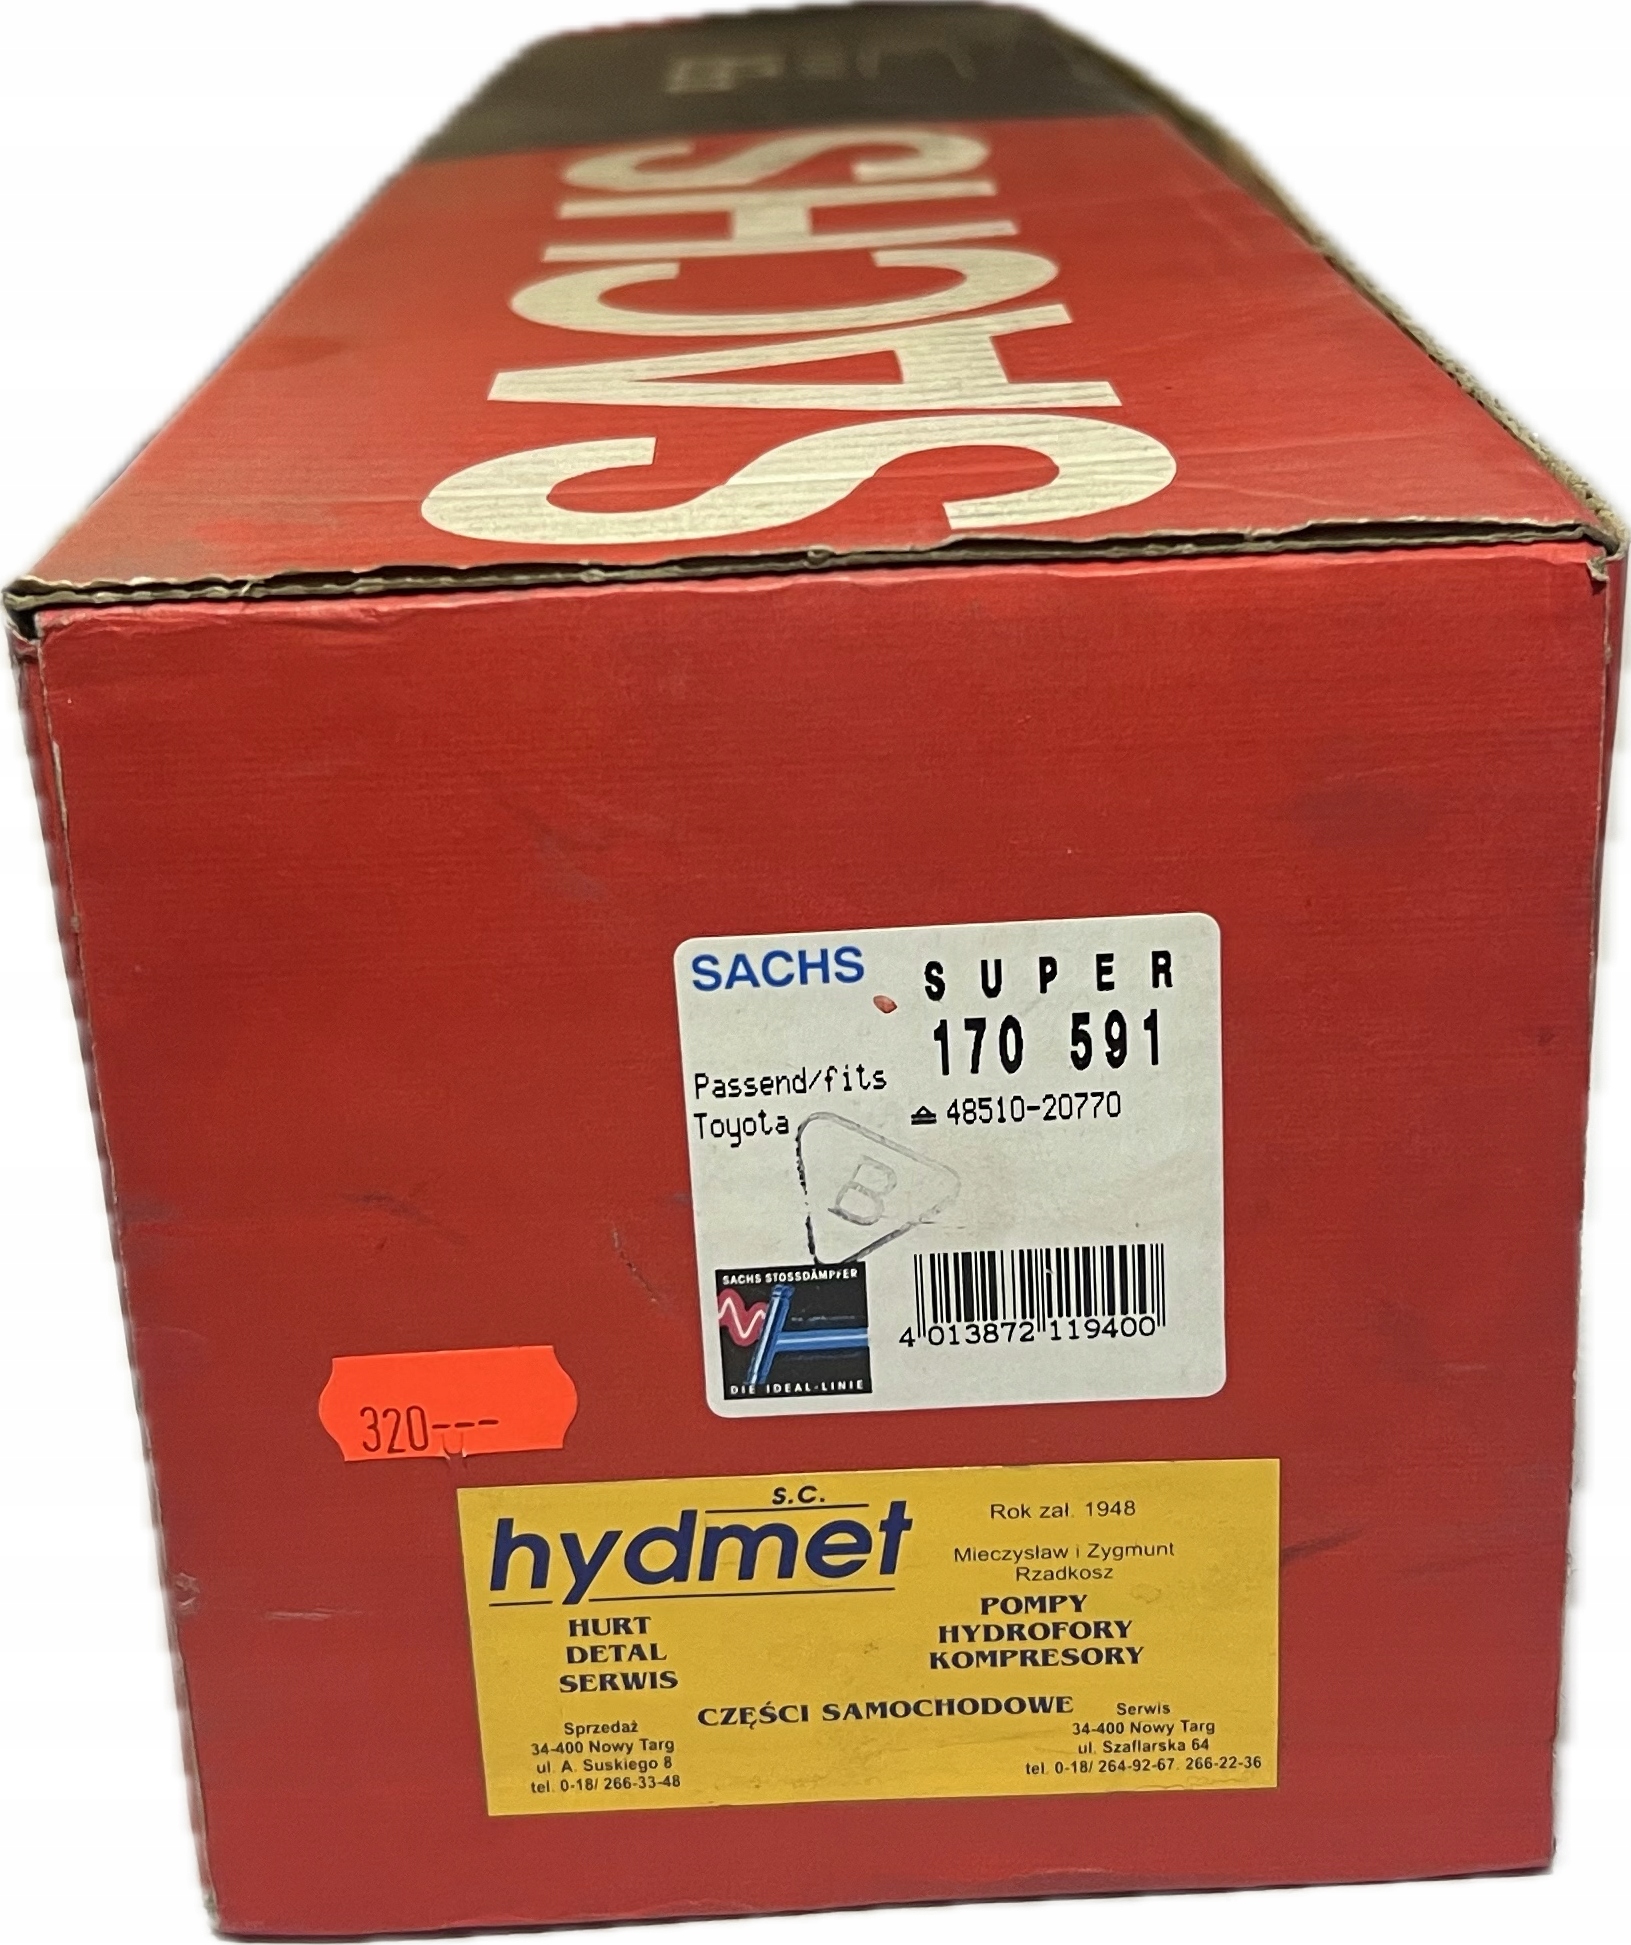 SACHS
SACHS
SUPER
170 591
Passend/fits
Toyota
≙ 48510-20770
B
SACHS STOSSDÄMPFER
DIE IDEAL-LINIE
4 013872 119400
320---
s.c.
hydmet
Rok zał. 1948
Mieczysław i Zygmunt
Rzadkosz
HURT
DETAL
SERWIS
POMPY
HYDROFORY
KOMPRESORY
CZĘŚCI SAMOCHODOWE
Sprzedaż
34-400 Nowy Targ
ul. A. Suskiego 8
tel. 0-18/ 266-33-48
Serwis
34-400 Nowy Targ
ul. Szaflarska 64
tel. 0-18/ 264-92-67. 266-22-36